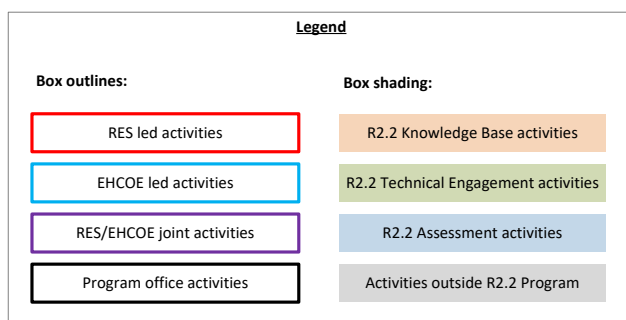 Legend
Box outlines:
Box shading:
RES led activities
R2.2 Knowledge Base activities
EHCOE led activities
R2.2 Technical Engagement activities
RES/EHCOE joint activities
R2.2 Assessment activities
Program office activities
Activities outside R2.2 Program